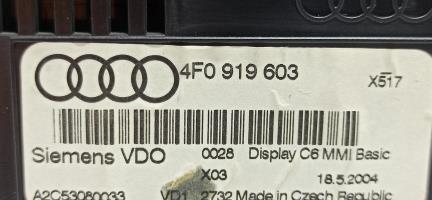 4F0 919 603
X517
Siemens VDO 0028 Display C6 MMI Basic
X03 18.5.2004
A2C53080033 VD1 2732 Made in Czech Republic